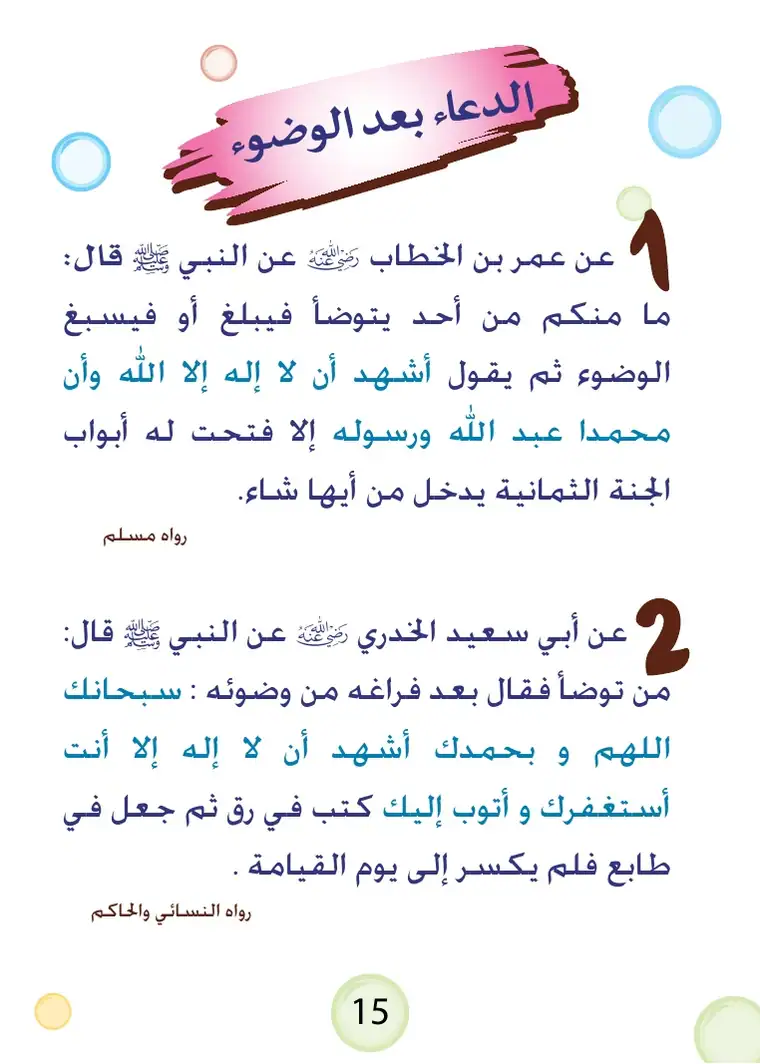 الدعاء بعد الوضوء
1
عن عمر بن الخطاب رضي الله عنه عن النبي ﷺ قال:
ما منكم من أحد يتوضأ فيبلغ أو فيسبغ
الوضوء ثم يقول أشهد أن لا إله إلا الله وأن
محمدا عبد الله ورسوله إلا فتحت له أبواب
الجنة الثمانية يدخل من أيها شاء.
رواه مسلم
2
عن أبي سعيد الخدري رضي الله عنه عن النبي ﷺ قال:
من توضأ فقال بعد فراغه من وضوئه : سبحانك
اللهم و بحمدك أشهد أن لا إله إلا أنت
أستغفرك و أتوب إليك كتب في رق ثم جعل في
طابع فلم يكسر إلى يوم القيامة .
رواه النسائي والحاكم
15